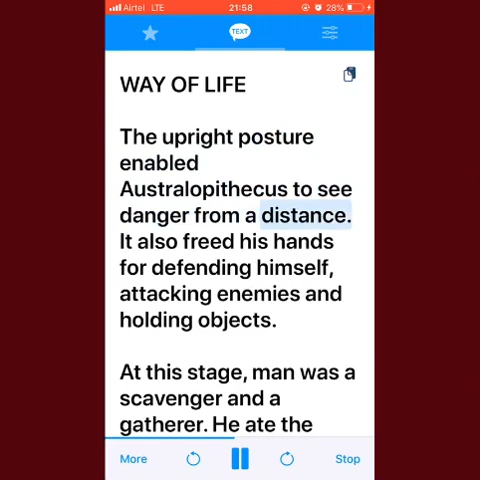 Airtel LTE 21:58 28%
TEXT
WAY OF LIFE
The upright posture
enabled
Australopithecus to see
danger from a distance.
It also freed his hands
for defending himself,
attacking enemies and
holding objects.
At this stage, man was a
scavenger and a
gatherer. He ate the
More Stop